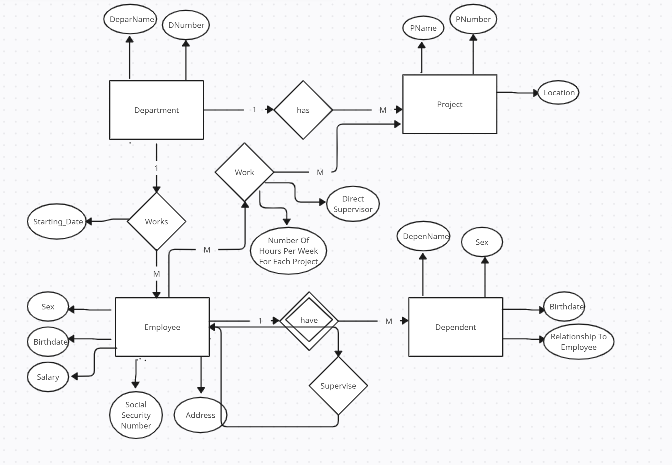 DeparName
DNumber
PName
PNumber
Department
1
has
M
Project
Location
Work
M
1
Direct
Supervisor
Starting_Date
Works
Number Of
Hours Per Week
For Each Project
M
M
DepenName
Sex
Sex
Employee
1
have
M
Dependent
Birthdate
Birthdate
Relationship To
Employee
Salary
Supervise
Social
Security
Number
Address